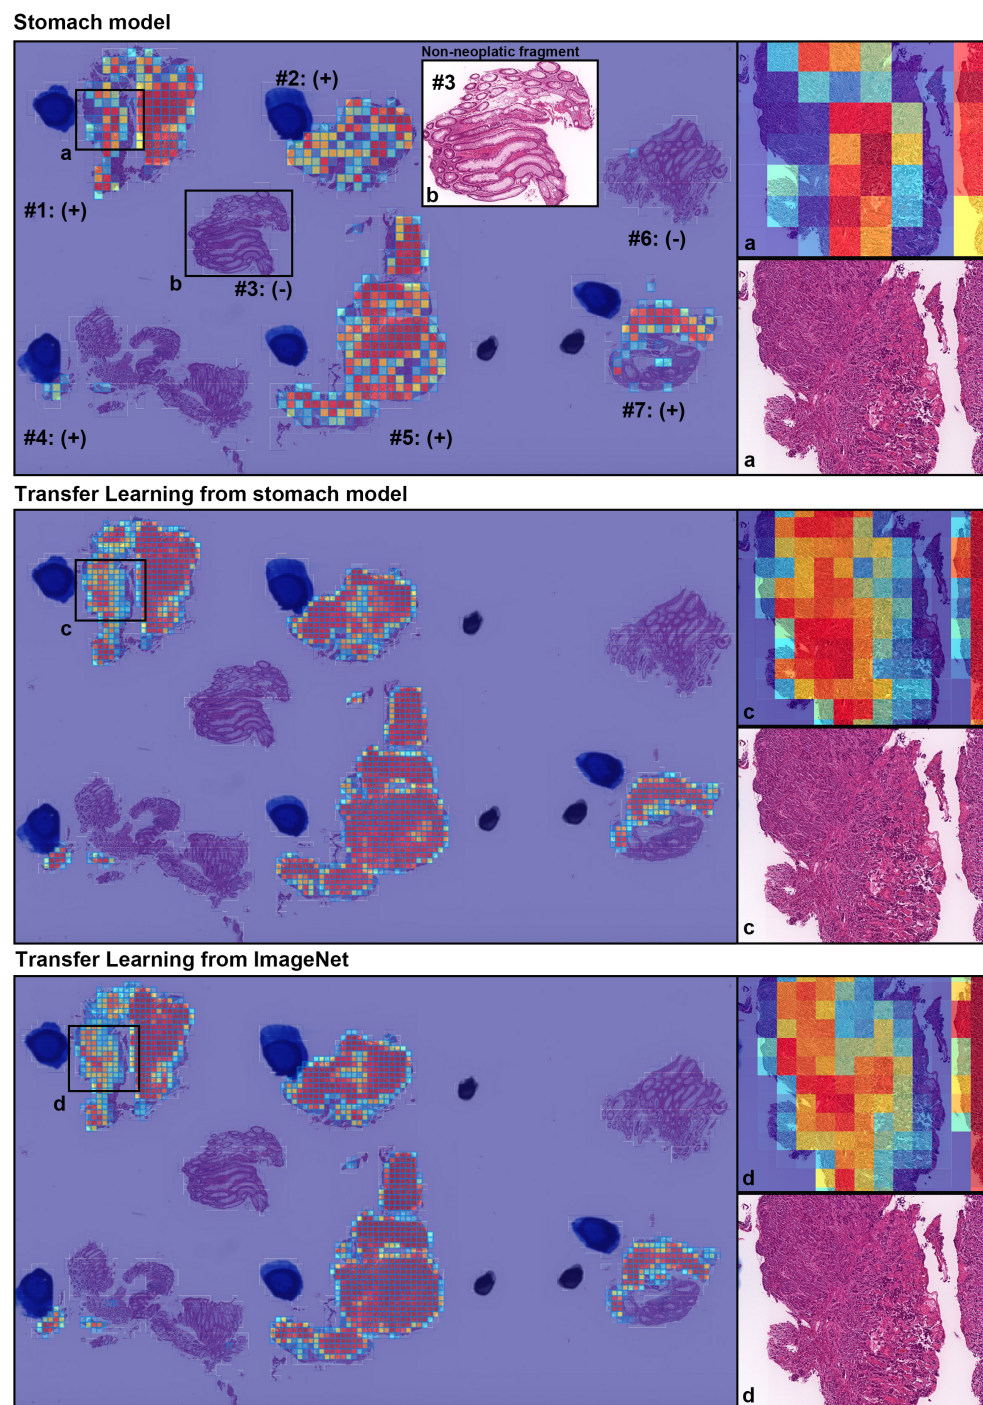 Stomach model
Non-neoplatic fragment
#2: (+)
#3
a
b
#1: (+)
#6: (-)
a
b
#3: (-)
#7: (+)
#4: (+)
#5: (+)
a
Transfer Learning from stomach model
c
c
c
Transfer Learning from ImageNet
d
d
d